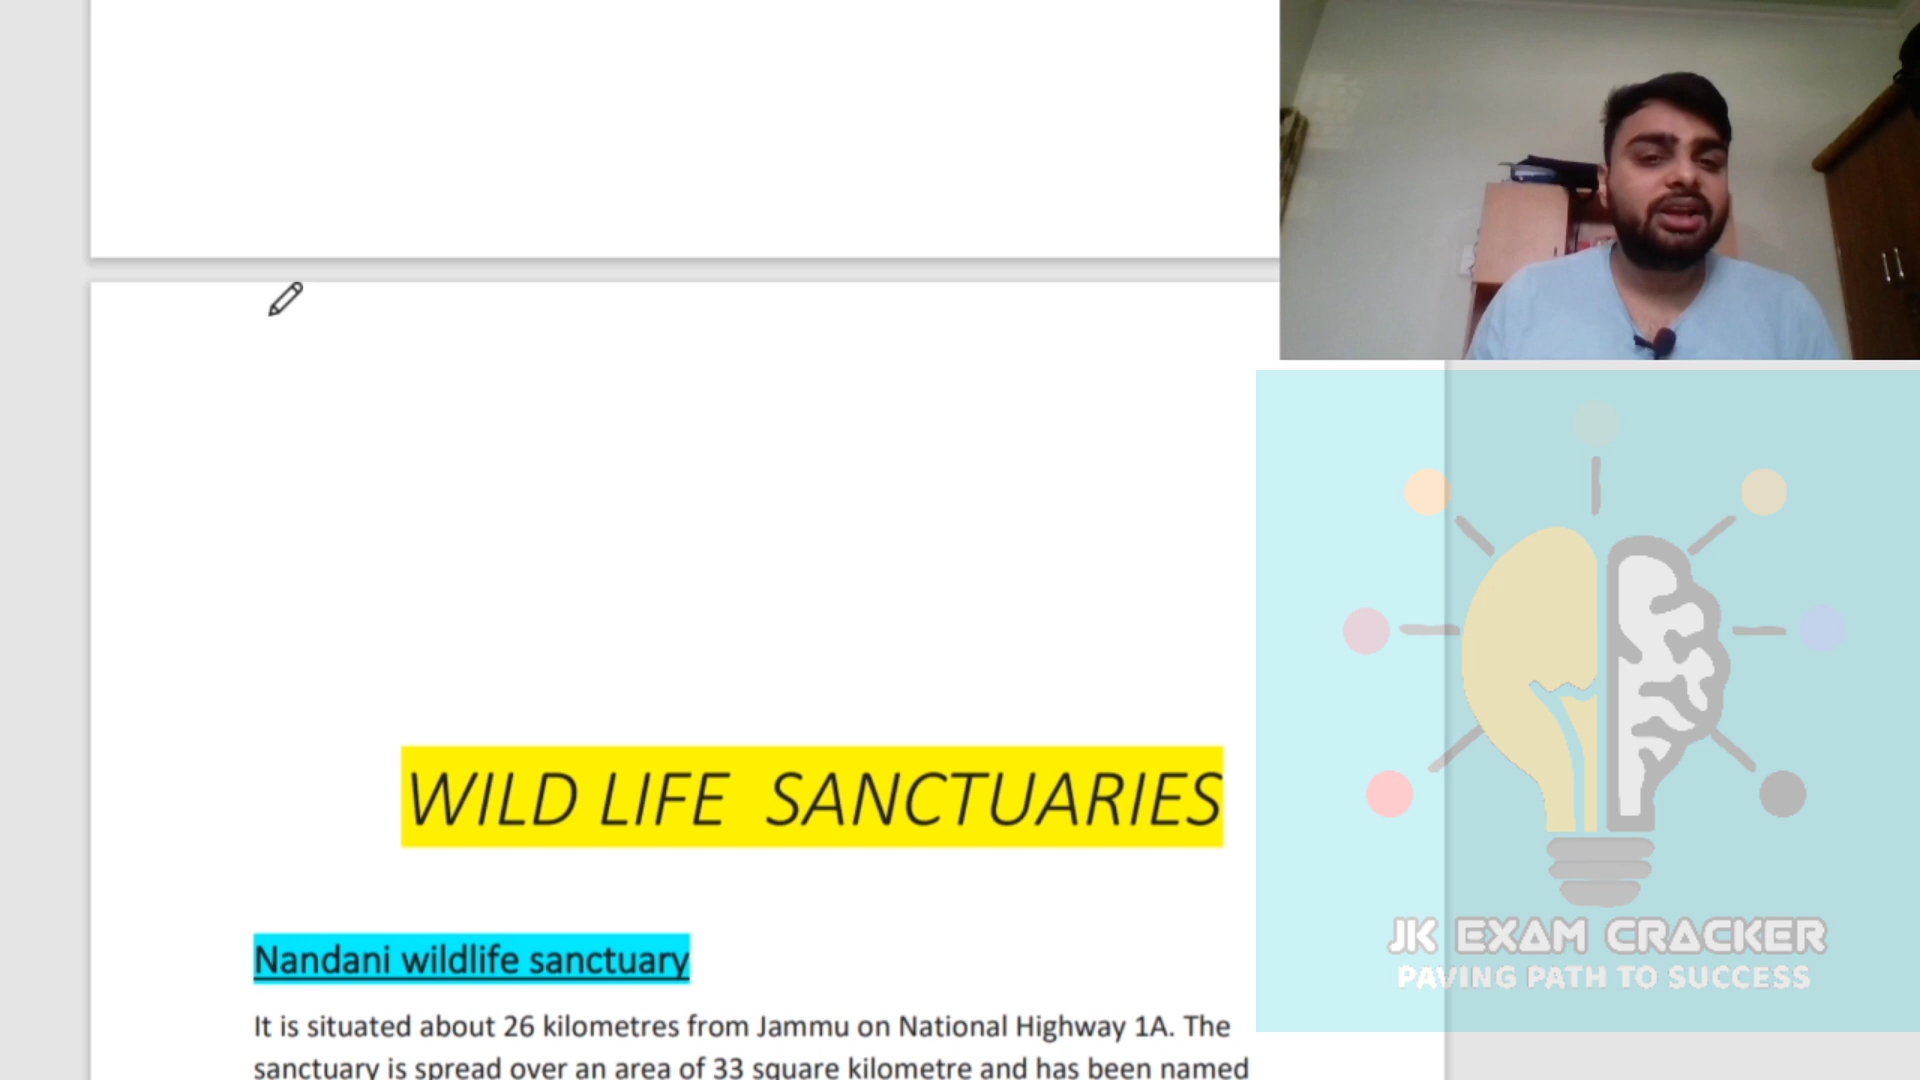 WILD LIFE SANCTUARIES
Nandani wildlife sanctuary
It is situated about 26 kilometres from Jammu on National Highway 1A. The
sanctuary is spread over an area of 33 square kilometre and has been named
JK EXAM CRACKER
PAVING PATH TO SUCCESS